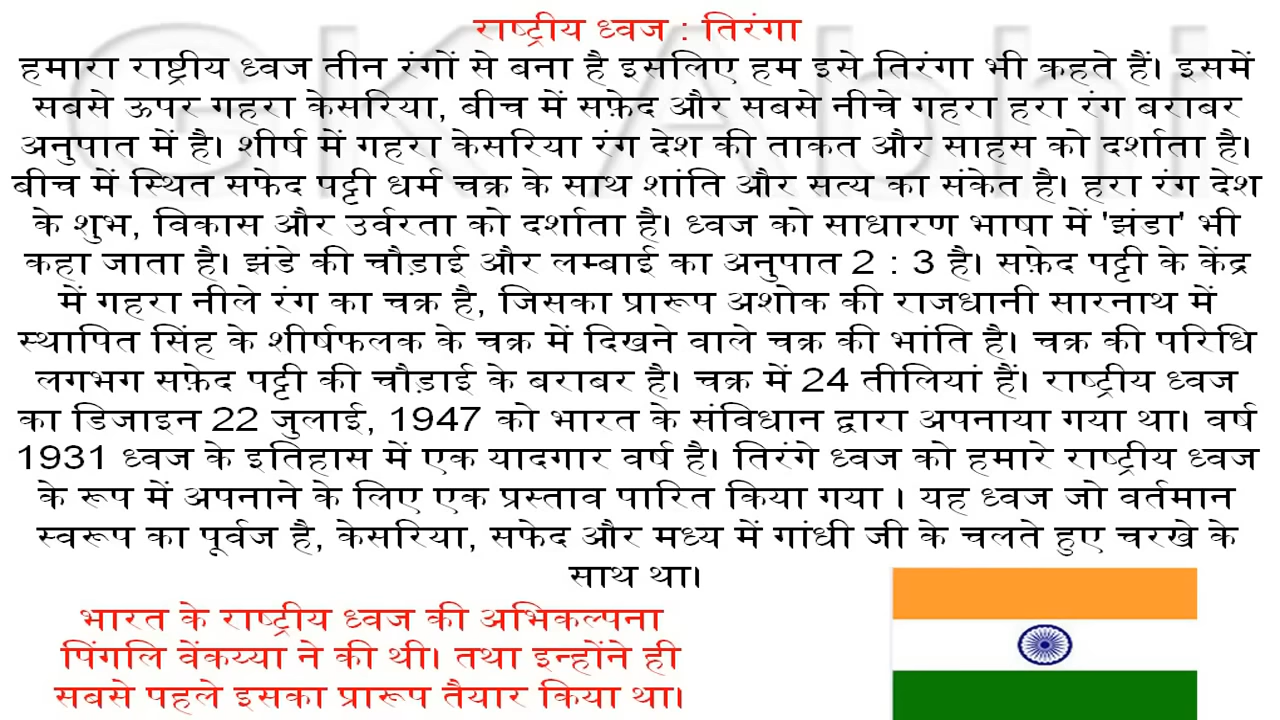 राष्ट्रीय ध्वज : तिरंगा
हमारा राष्ट्रीय ध्वज तीन रंगों से बना है इसलिए हम इसे तिरंगा भी कहते हैं। इसमें
सबसे ऊपर गहरा केसरिया, बीच में सफ़ेद और सबसे नीचे गहरा हरा रंग बराबर
अनुपात में है। शीर्ष में गहरा केसरिया रंग देश की ताकत और साहस को दर्शाता है।
बीच में स्थित सफेद पट्टी धर्म चक्र के साथ शांति और सत्य का संकेत है। हरा रंग देश
के शुभ, विकास और उर्वरता को दर्शाता है। ध्वज को साधारण भाषा में 'झंडा' भी
कहा जाता है। झंडे की चौड़ाई और लम्बाई का अनुपात 2 : 3 है। सफ़ेद पट्टी के केंद्र
में गहरा नीले रंग का चक्र है, जिसका प्रारूप अशोक की राजधानी सारनाथ में
स्थापित सिंह के शीर्षफलक के चक्र में दिखने वाले चक्र की भांति है। चक्र की परिधि
लगभग सफ़ेद पट्टी की चौड़ाई के बराबर है। चक्र में 24 तीलियां हैं। राष्ट्रीय ध्वज
का डिजाइन 22 जुलाई, 1947 को भारत के संविधान द्वारा अपनाया गया था। वर्ष
1931 ध्वज के इतिहास में एक यादगार वर्ष है। तिरंगे ध्वज को हमारे राष्ट्रीय ध्वज
के रूप में अपनाने के लिए एक प्रस्ताव पारित किया गया । यह ध्वज जो वर्तमान
स्वरूप का पूर्वज है, केसरिया, सफेद और मध्य में गांधी जी के चलते हुए चरखे के
साथ था।
भारत के राष्ट्रीय ध्वज की अभिकल्पना
पिंगलि वेंकय्या ने की थी। तथा इन्होंने ही
सबसे पहले इसका प्रारूप तैयार किया था।
GK Abhi